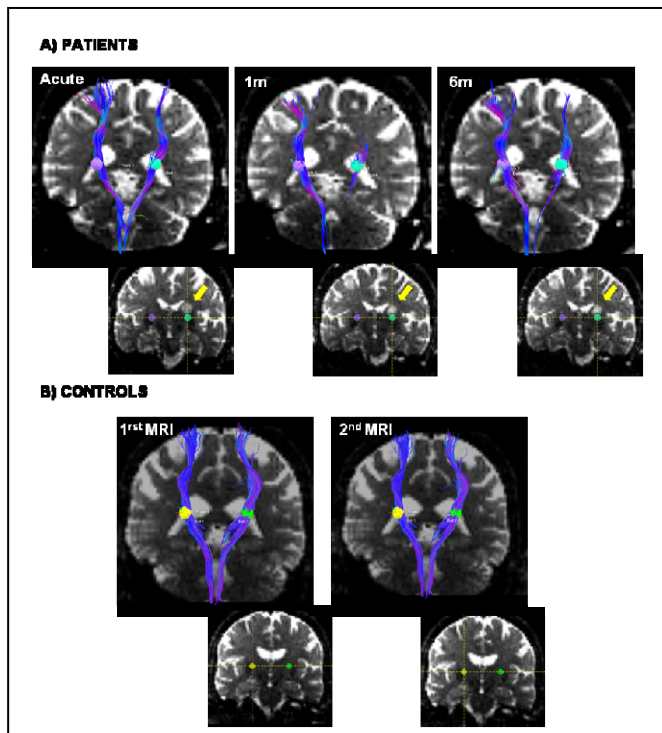 A) PATIENTS
Acute
1m
6m
B) CONTROLS
1rst MRI
2nd MRI